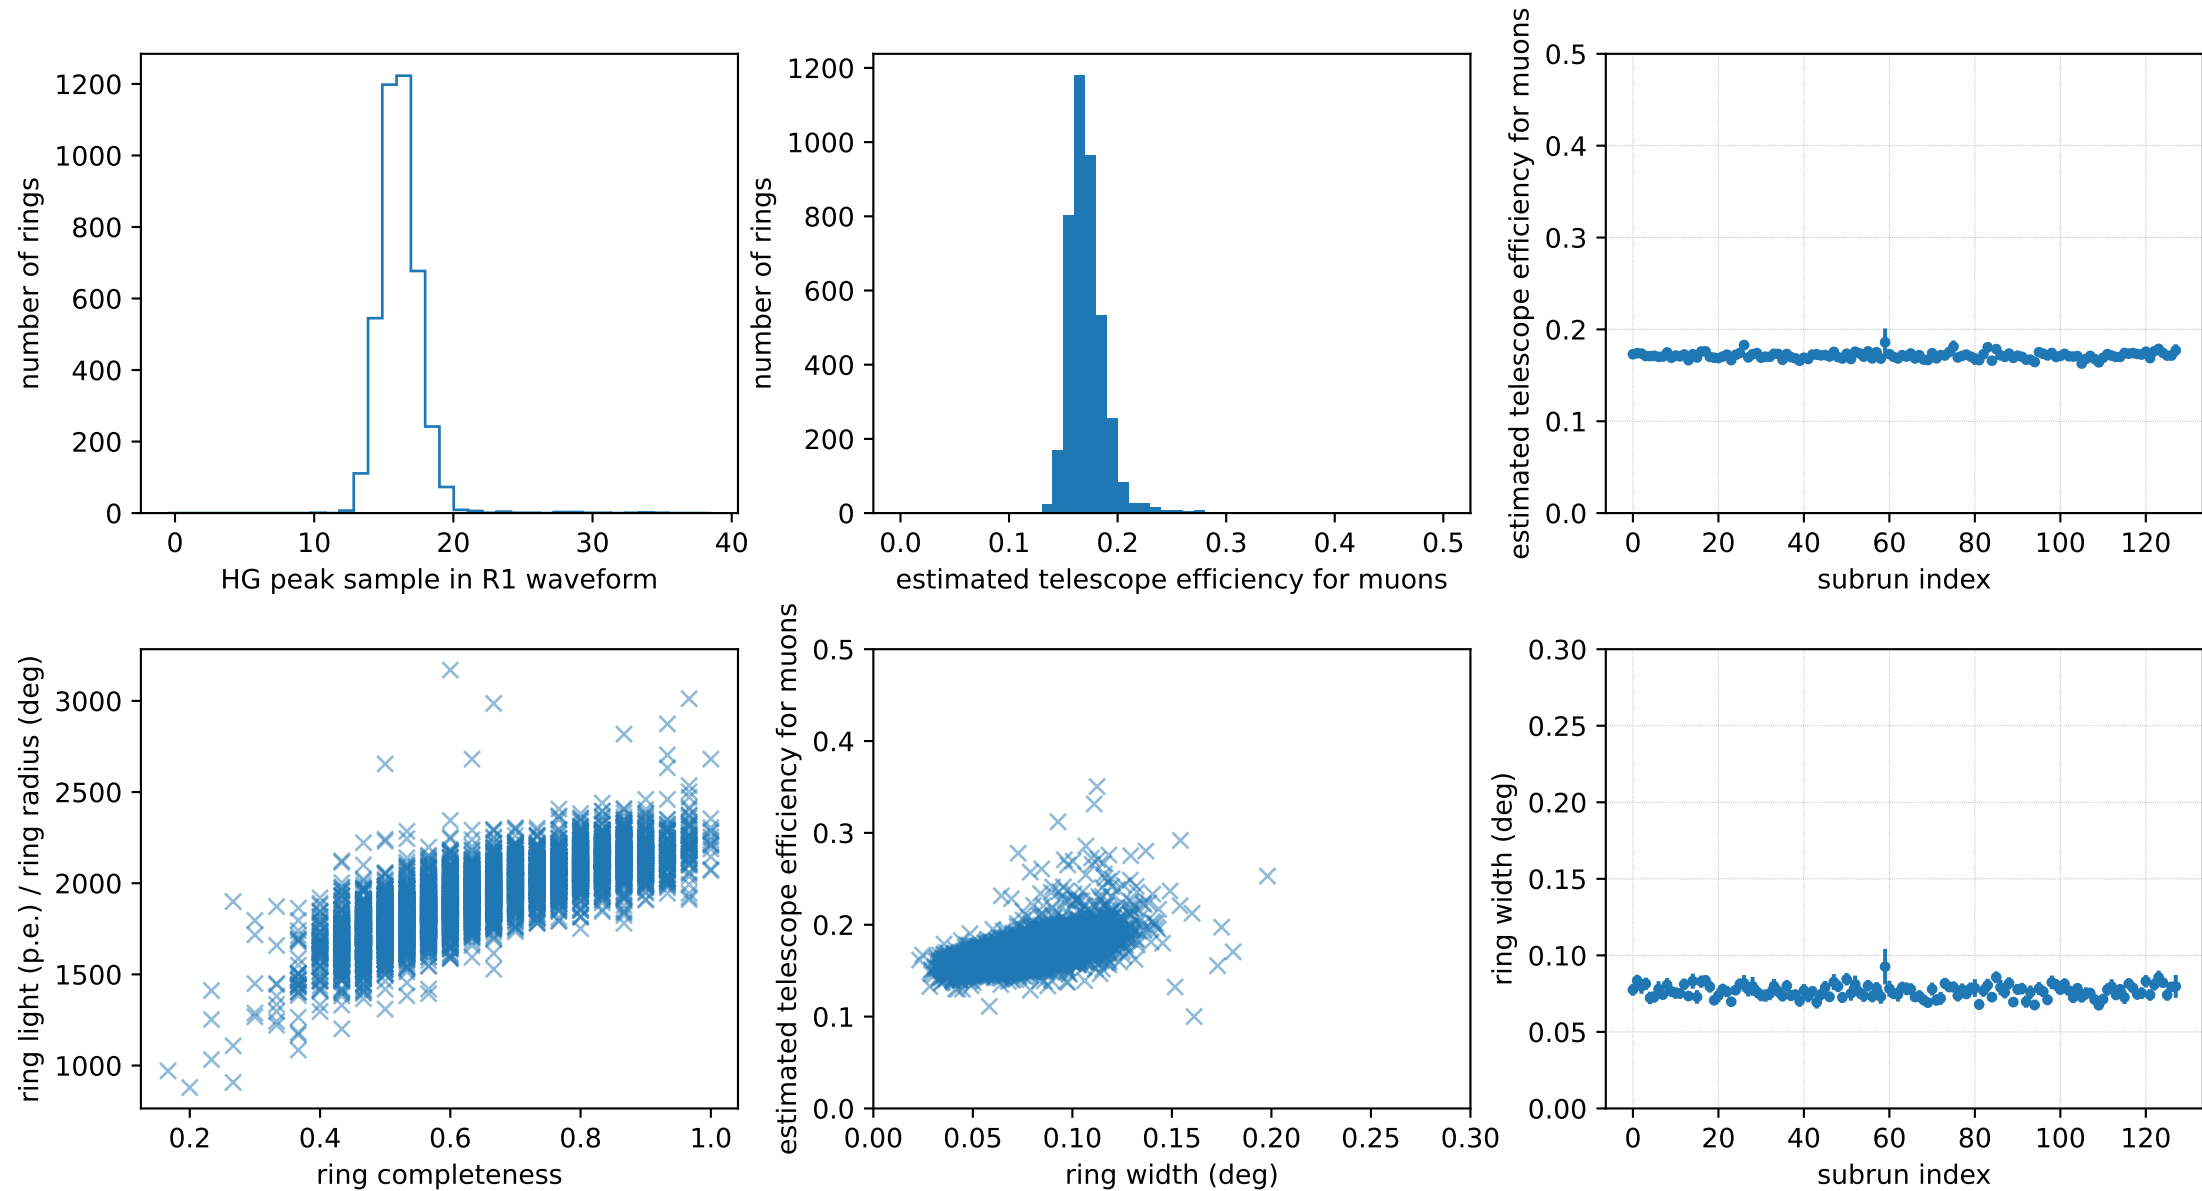 number of rings
1200
1000
800
600
400
200
0
0 10 20 30 40
HG peak sample in R1 waveform
number of rings
1200
1000
800
600
400
200
0
0.0 0.1 0.2 0.3 0.4 0.5
estimated telescope efficiency for muons
estimated telescope efficiency for muons
0.5
0.4
0.3
0.2
0.1
0.0
0 20 40 60 80 100 120
subrun index
ring light (p.e.) / ring radius (deg)
3000
2500
2000
1500
1000
0.2 0.4 0.6 0.8 1.0
ring completeness
estimated telescope efficiency for muons
0.5
0.4
0.3
0.2
0.1
0.0
0.00 0.05 0.10 0.15 0.20 0.25 0.30
ring width (deg)
ring width (deg)
0.30
0.25
0.20
0.15
0.10
0.05
0.00
0 20 40 60 80 100 120
subrun index